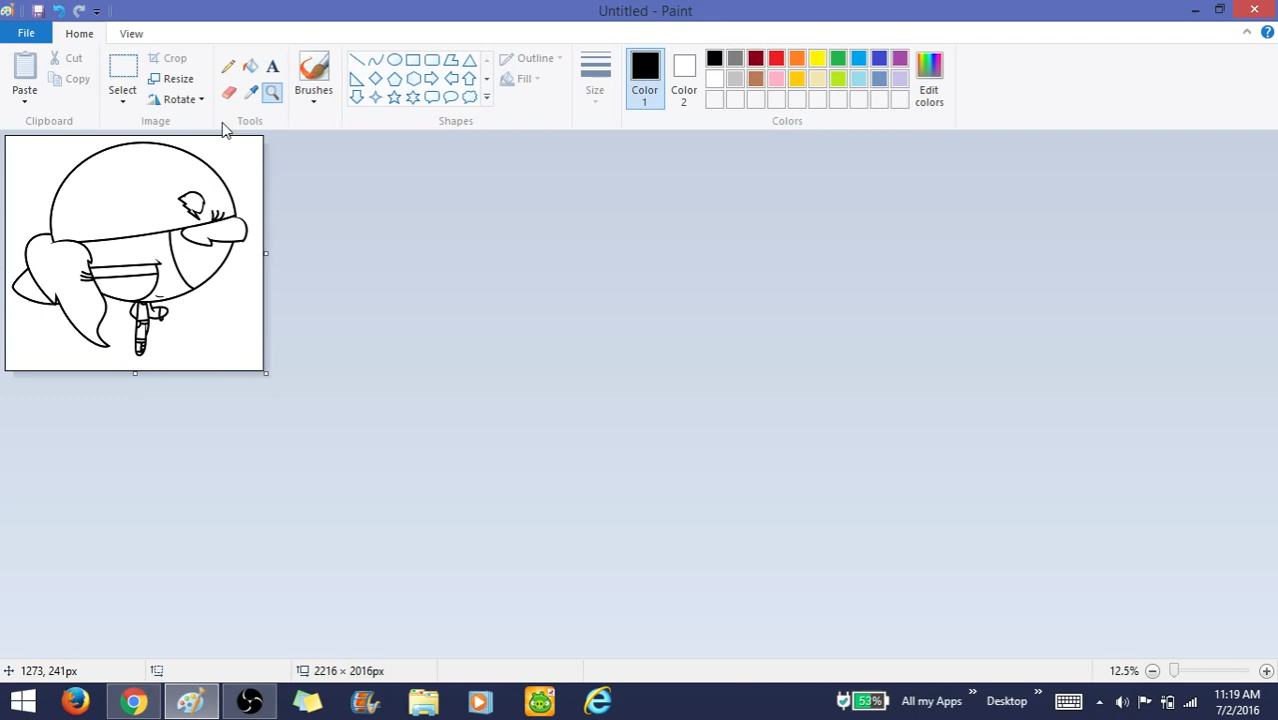 Untitled - Paint
File Home View
Paste
Cut
Copy
Clipboard
Select
Crop
Resize
Rotate
Image
Tools
Brushes
Outline
Fill
Shapes
Size
Color 1
Color 2
Edit colors
Colors
1273, 241px
2216 × 2016px
12.5%
53%
All my Apps
»
Desktop
»
11:19 AM
7/2/2016